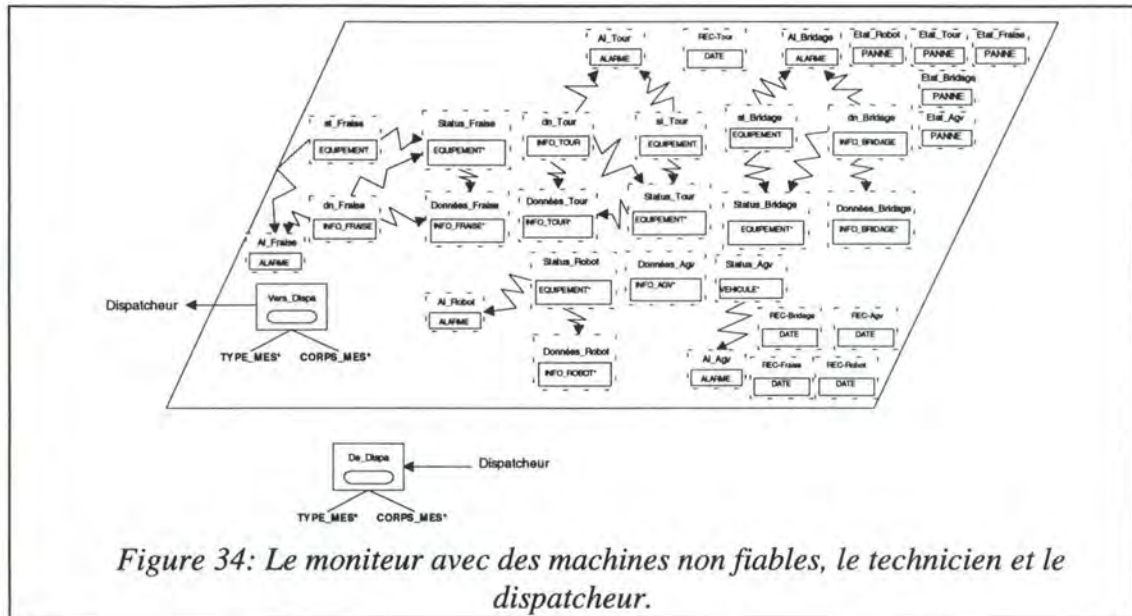 Al_Tour REC-Tour Al_Bridage Etat_Robot Etat_Tour Etat_Fraise
ALARME DATE ALARME PANNE PANNE PANNE
Etat_Bridage
PANNE
st_Fraise Status_Fraise dn_Tour st_Tour st_Bridage dn_Bridage Etat_Agv
EQUIPEMENT EQUIPEMENT* INFO_TOUR EQUIPEMENT EQUIPEMENT INFO_BRIDAGE PANNE
dn_Fraise Données_Fraise Données_Tour Status_Tour Status_Bridage Données_Bridage
INFO_FRAISE INFO_FRAISE* INFO_TOUR* EQUIPEMENT* EQUIPEMENT* INFO_BRIDAGE*
Al_Fraise
ALARME
Status_Robot Données_Agv Status_Agv
EQUIPEMENT* INFO_AGV* VEHICULE*
Dispatcheur Vers_Dispa Al_Robot
ALARME
REC-Bridage REC-Agv
DATE DATE
TYPE_MES* CORPS_MES* Données_Robot Al_Agv REC-Fraise REC-Robot
INFO_ROBOT* ALARME DATE DATE
De_Dispa Dispatcheur
TYPE_MES* CORPS_MES*
Figure 34: Le moniteur avec des machines non fiables, le technicien et le
dispatcheur.